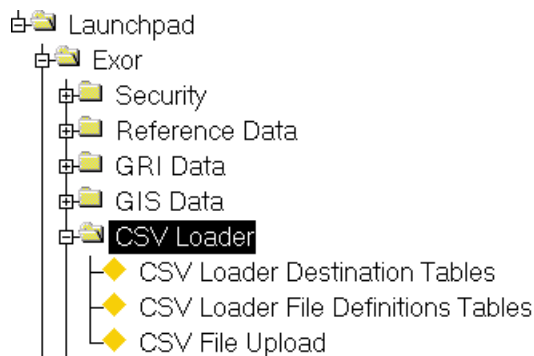 Launchpad
Exor
Security
Reference Data
GRI Data
GIS Data
CSV Loader
CSV Loader Destination Tables
CSV Loader File Definitions Tables
CSV File Upload